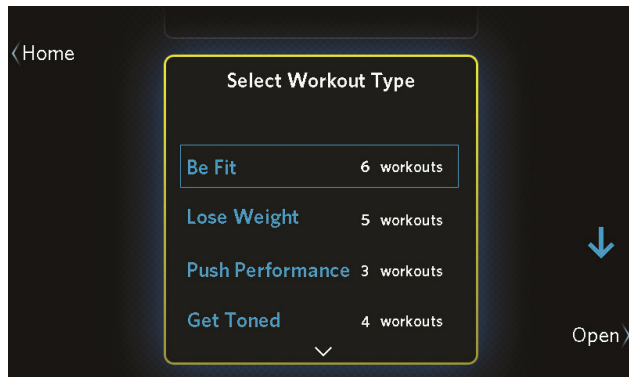 Home
Select Workout Type
Be Fit 6 workouts
Lose Weight 5 workouts
Push Performance 3 workouts
Get Toned 4 workouts
Open